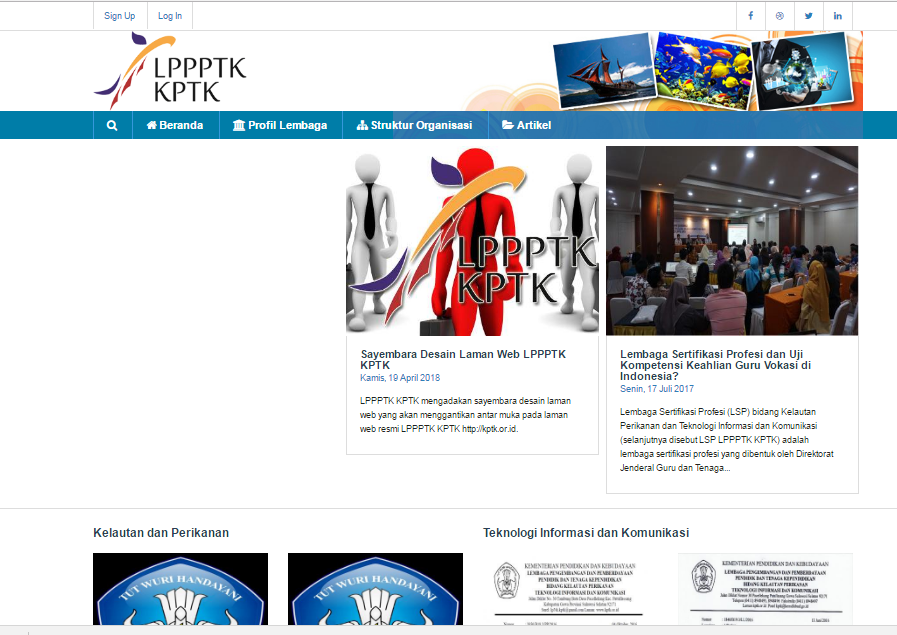 Sign Up
Log In
LPPPTK
KPTK
Beranda
Profil Lembaga
Struktur Organisasi
Artikel
LPPPTK
KPTK
Sayembara Desain Laman Web LPPPTK
KPTK
Kamis, 19 April 2018
LPPPTK KPTK mengadakan sayembara desain laman
web yang akan menggantikan antar muka pada laman
web resmi LPPPTK KPTK http://kptk.or.id.
Lembaga Sertifikasi Profesi dan Uji
Kompetensi Keahlian Guru Vokasi di
Indonesia?
Senin, 17 Juli 2017
Lembaga Sertifikasi Profesi (LSP) bidang Kelautan
Perikanan dan Teknologi Informasi dan Komunikasi
(selanjutnya disebut LSP LPPPTK KPTK) adalah
lembaga sertifikasi profesi yang dibentuk oleh Direktorat
Jenderal Guru dan Tenaga...
Kelautan dan Perikanan
Teknologi Informasi dan Komunikasi
TUT WURI HANDAYANI
TUT WURI HANDAYANI
KEMENTERIAN PENDIDIKAN DAN KEBUDAYAAN
LEMBAGA PENGEMBANGAN DAN PEMBERDAYAAN
PENDIDIK DAN TENAGA KEPENDIDIKAN
BIDANG KELAUTAN PERIKANAN
TEKNOLOGI INFORMASI DAN KOMUNIKASI
KEMENTERIAN PENDIDIKAN DAN KEBUDAYAAN
LEMBAGA PENGEMBANGAN DAN PEMBERDAYAAN
PENDIDIK DAN TENAGA KEPENDIDIKAN
BIDANG KELAUTAN PERIKANAN
TEKNOLOGI INFORMASI DAN KOMUNIKASI